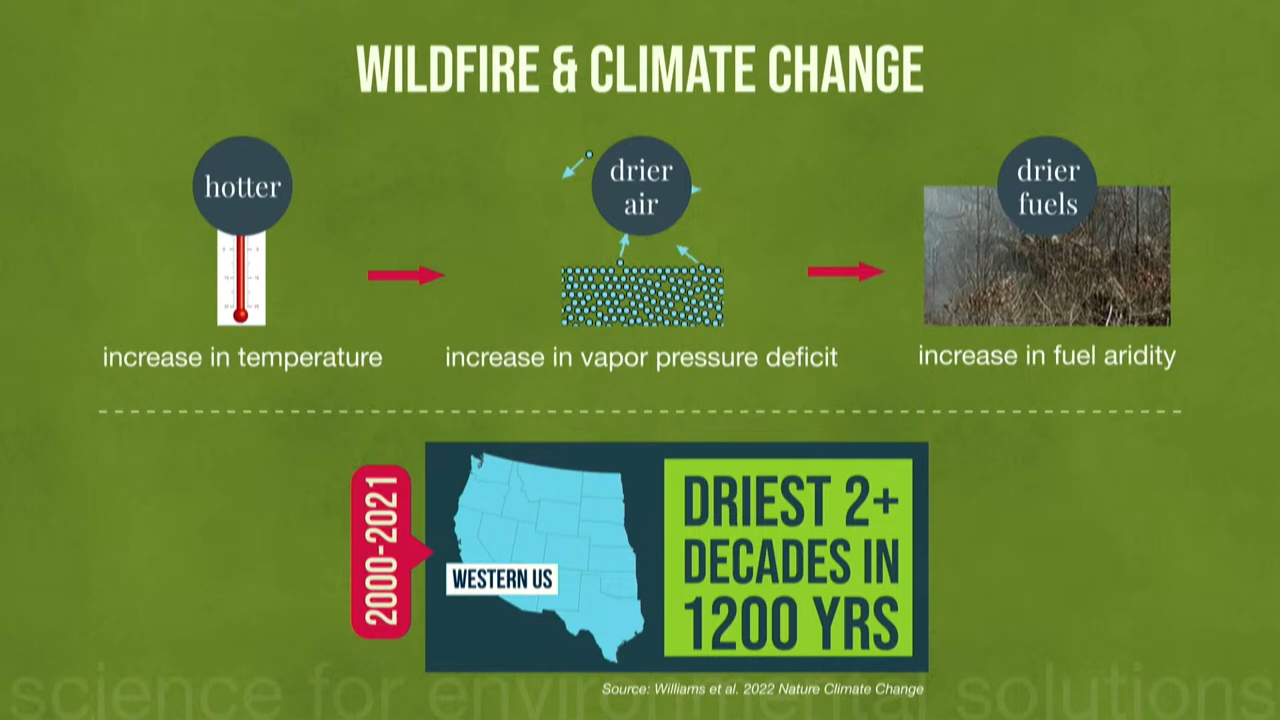 WILDFIRE & CLIMATE CHANGE
hotter
drier
air
drier
fuels
increase in temperature
increase in vapor pressure deficit
increase in fuel aridity
2000-2021
WESTERN US
DRIEST 2+
DECADES IN
1200 YRS
Source: Williams et al. 2022 Nature Climate Change
science for environmental solutions